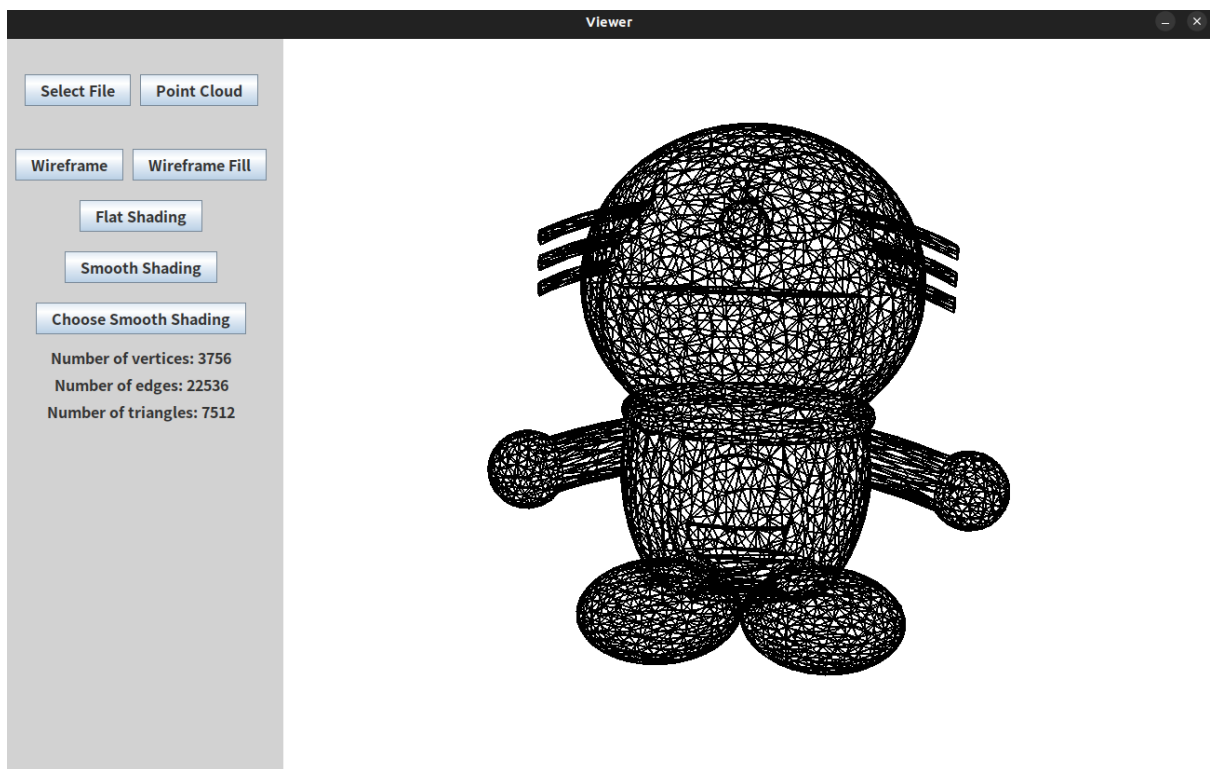 Viewer
Select File Point Cloud
Wireframe Wireframe Fill
Flat Shading
Smooth Shading
Choose Smooth Shading
Number of vertices: 3756
Number of edges: 22536
Number of triangles: 7512